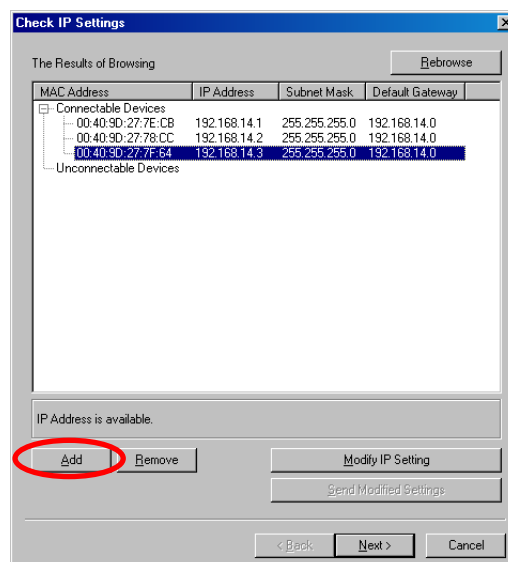 Check IP Settings
The Results of Browsing
Rebrowse
MAC Address IP Address Subnet Mask Default Gateway
Connectable Devices
00:40:9D:27:7E:CB 192.168.14.1 255.255.255.0 192.168.14.0
00:40:9D:27:78:CC 192.168.14.2 255.255.255.0 192.168.14.0
00:40:9D:27:7F:64 192.168.14.3 255.255.255.0 192.168.14.0
Unconnectable Devices
IP Address is available.
Add Remove Modify IP Setting
Send Modified Settings
< Back Next > Cancel